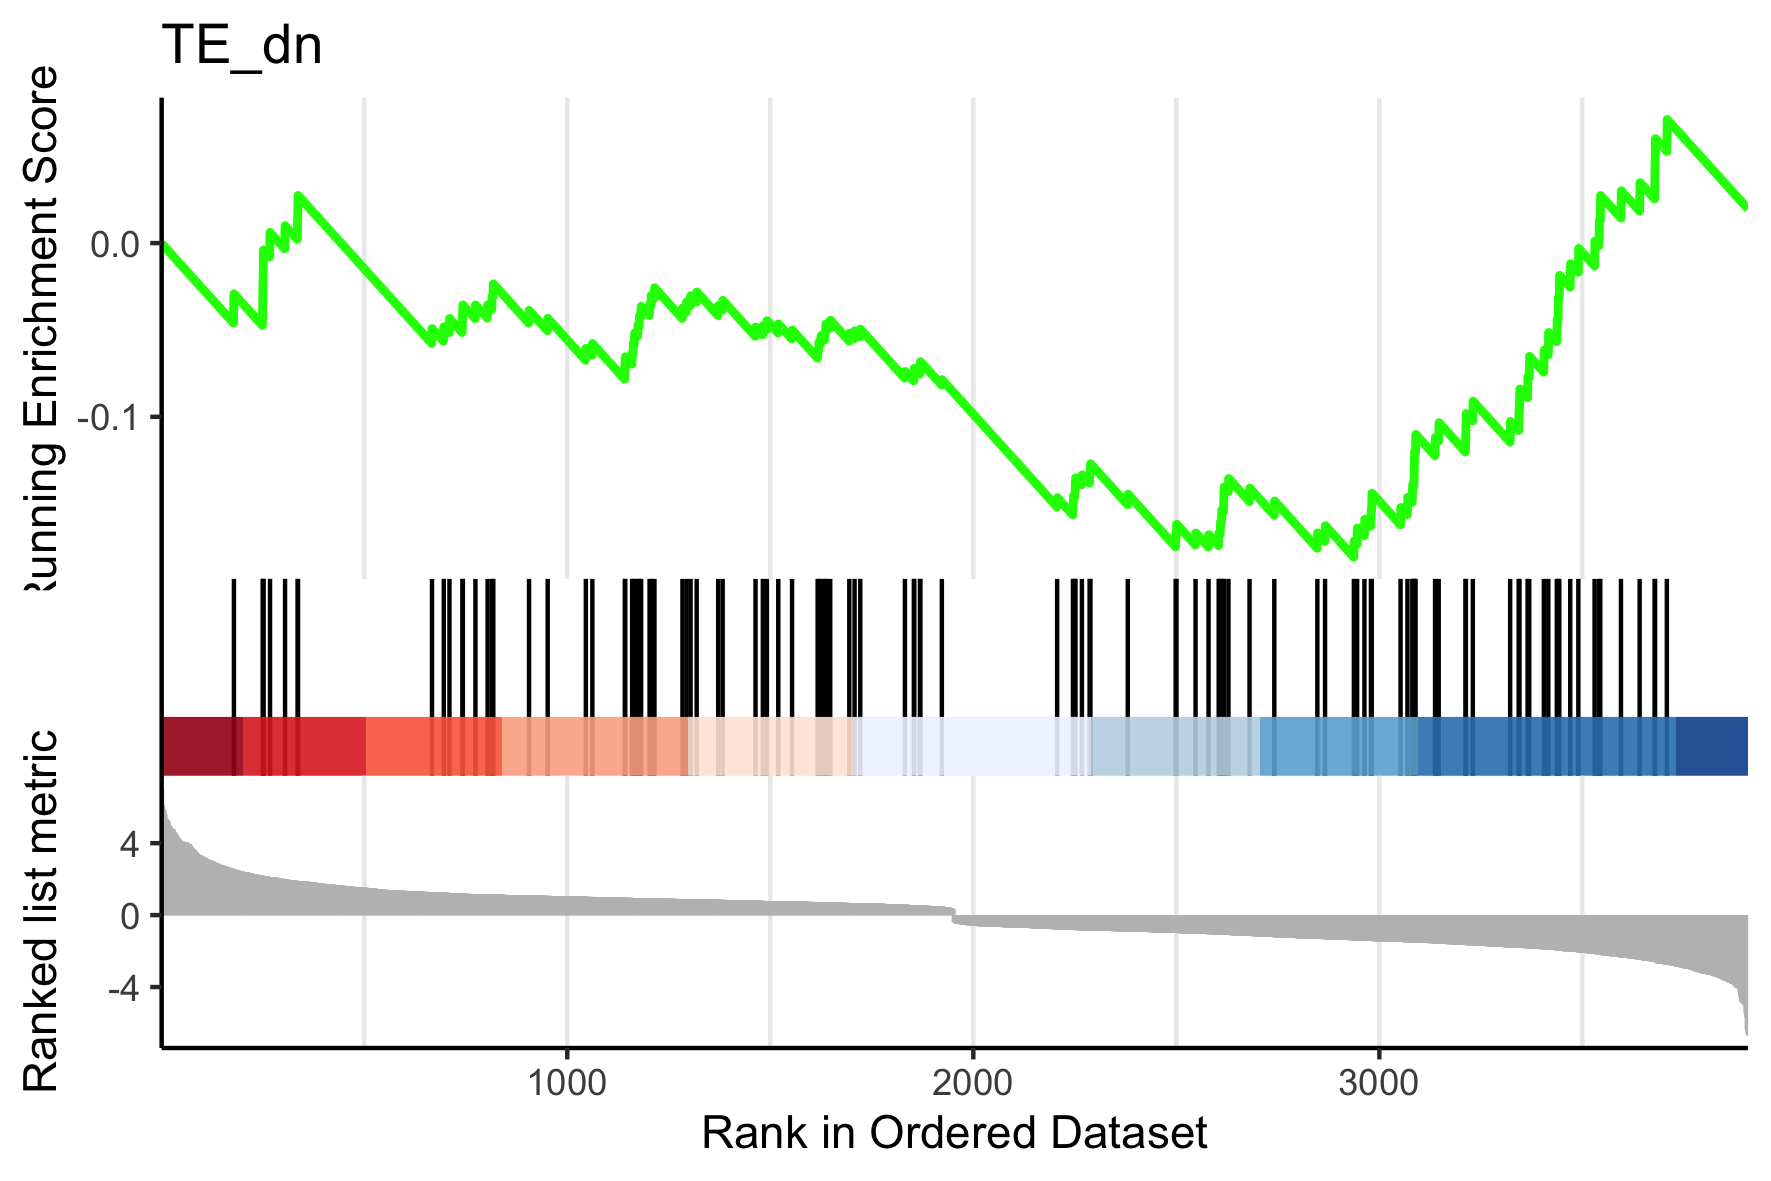 TE_dn
Running Enrichment Score
0.0
-0.1
Ranked list metric
4
0
-4
1000
2000
3000
Rank in Ordered Dataset